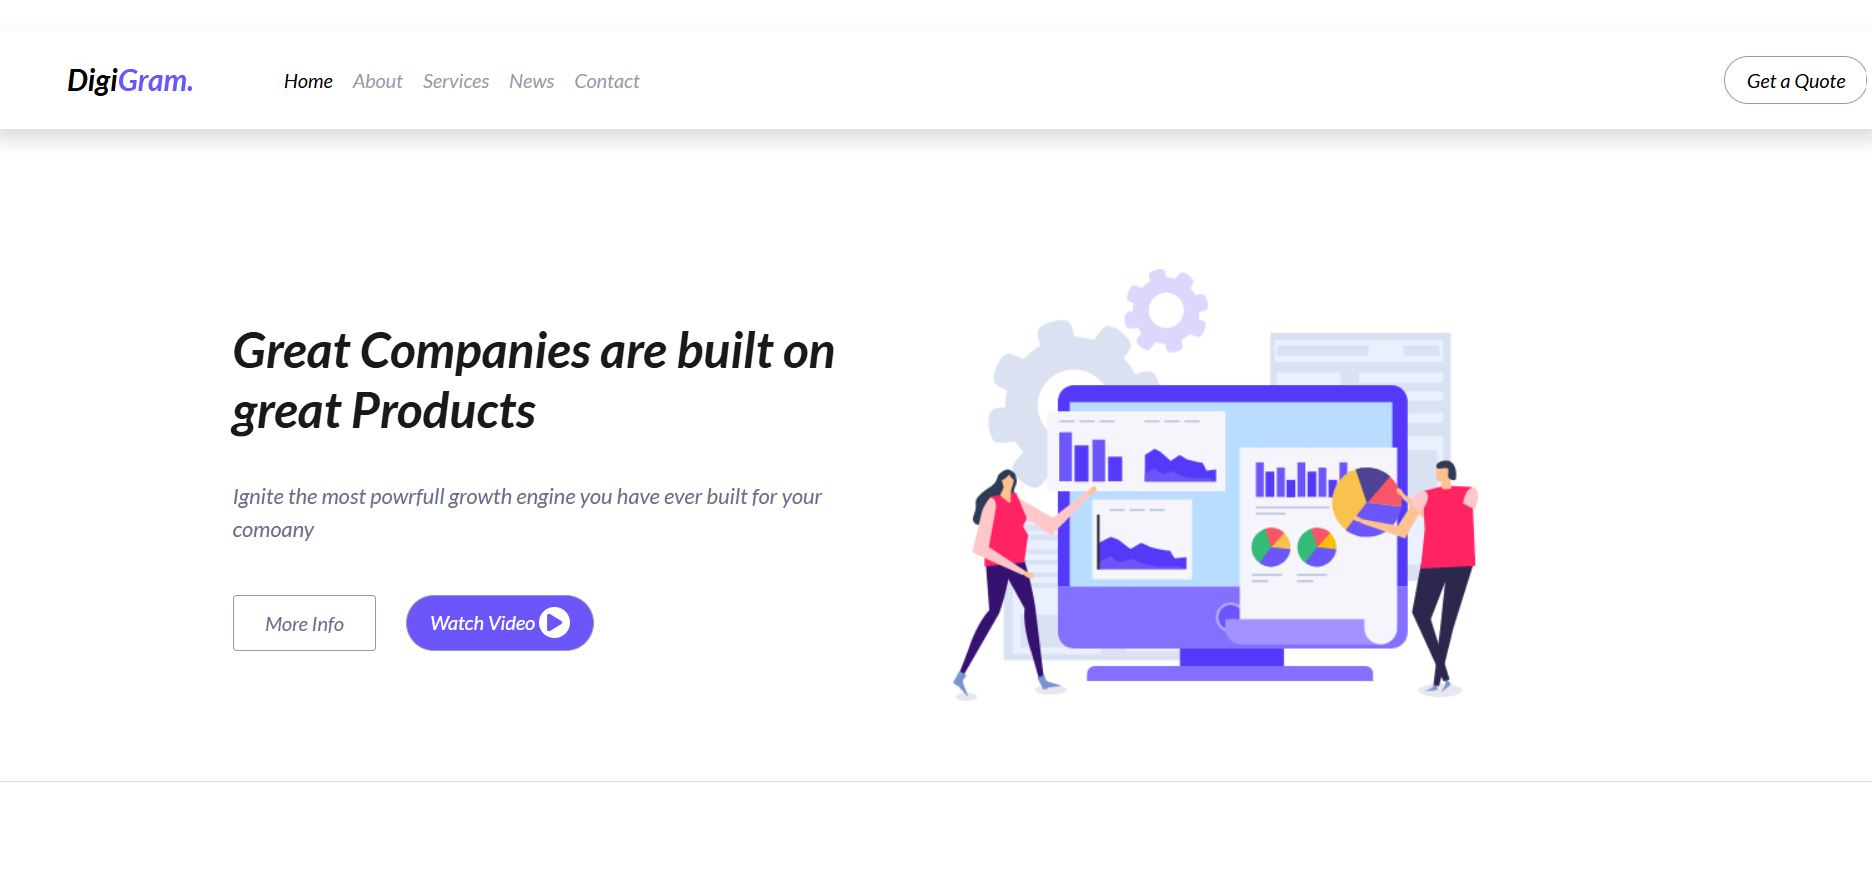 DigiGram.
Home About Services News Contact
Get a Quote
Great Companies are built on
great Products
Ignite the most powrfull growth engine you have ever built for your
comoany
More Info
Watch Video